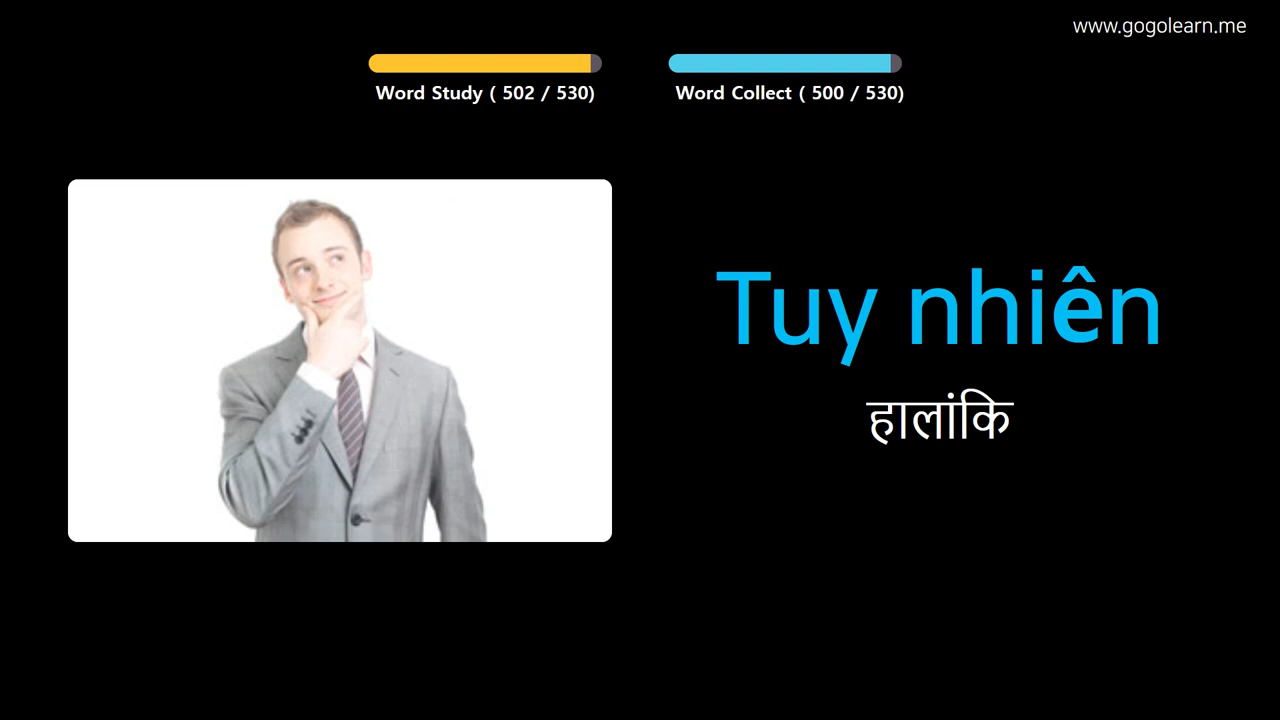 www.gogolearn.me
Word Study ( 502 / 530)
Word Collect ( 500 / 530)
Tuy nhiên
हालांकि